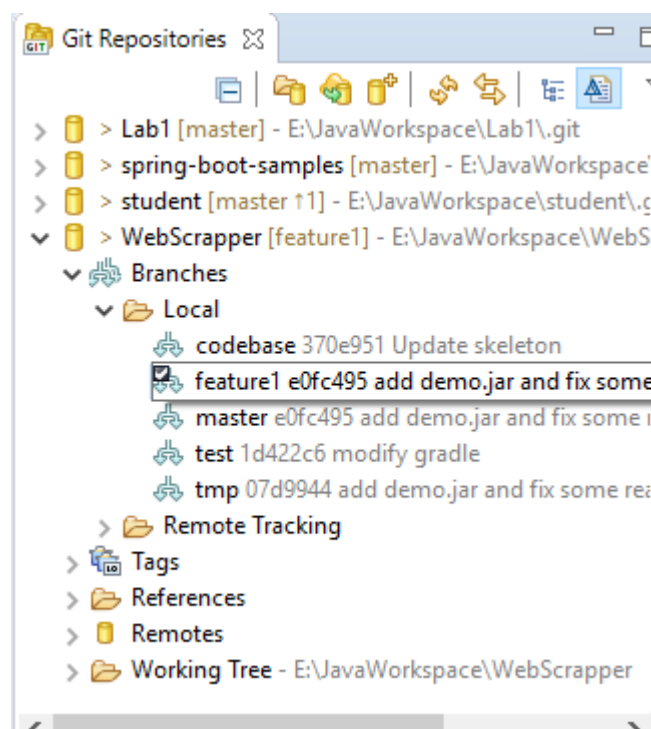 Git Repositories
> Lab1 [master] - E:\JavaWorkspace\Lab1\.git
> spring-boot-samples [master] - E:\JavaWorkspace\
> student [master ↑1] - E:\JavaWorkspace\student\.g
> WebScrapper [feature1] - E:\JavaWorkspace\WebS
Branches
Local
codebase 370e951 Update skeleton
feature1 e0fc495 add demo.jar and fix some
master e0fc495 add demo.jar and fix some
test 1d422c6 modify gradle
tmp 07d9944 add demo.jar and fix some rea
Remote Tracking
Tags
References
Remotes
Working Tree - E:\JavaWorkspace\WebScrapper